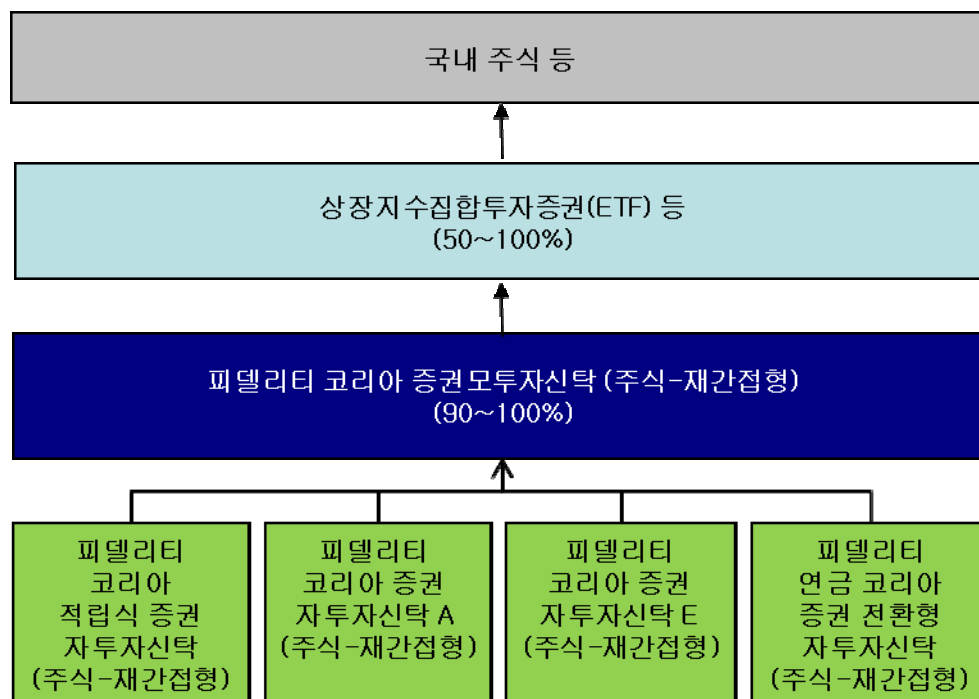 국내 주식 등
상장지수집합투자증권(ETF) 등
(50~100%)
피델리티 코리아 증권모투자신탁 (주식-재간접형)
(90~100%)
피델리티
코리아
적립식 증권
자투자신탁
(주식-재간접형)
피델리티
코리아 증권
자투자신탁 A
(주식-재간접형)
피델리티
코리아 증권
자투자신탁 E
(주식-재간접형)
피델리티
연금 코리아
증권 전환형
자투자신탁
(주식-재간접형)